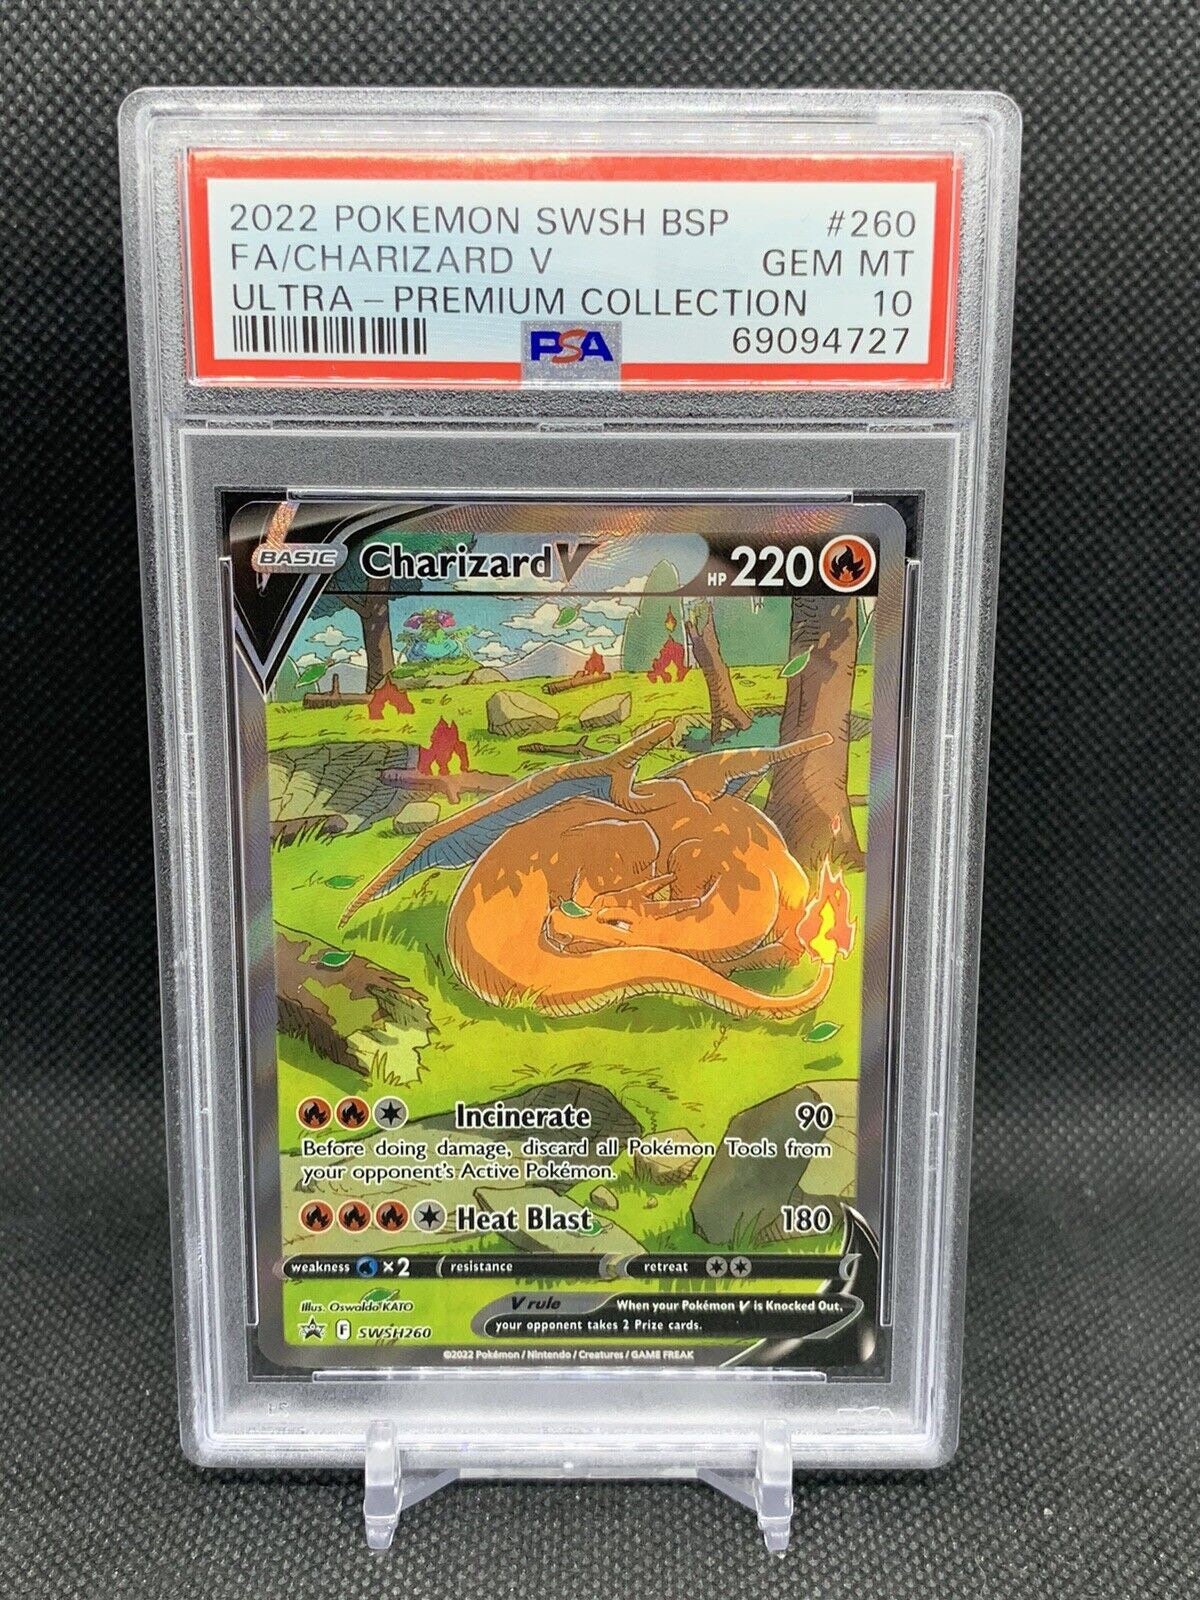 2022 POKEMON SWSH BSP #260
FA/CHARIZARD V GEM MT
ULTRA-PREMIUM COLLECTION 10
PSA 69094727
BASIC Charizard V HP 220
Incinerate 90
Before doing damage, discard all Pokémon Tools from
your opponent's Active Pokémon.
Heat Blast 180
weakness ×2 resistance retreat
Illus. Oswaldo KATO
V rule When your Pokémon V is Knocked Out,
your opponent takes 2 Prize cards.
F SWSH260
©2022 Pokémon / Nintendo / Creatures / GAME FREAK